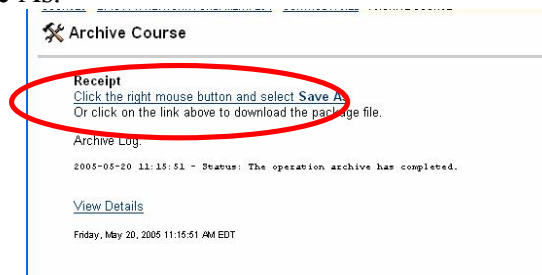 Archive Course
Receipt
Click the right mouse button and select Save A
Or click on the link above to download the package file.
Archive Log:
2005-05-20 11:15:51 - Status: The operation archive has completed.
View Details
Friday, May 20, 2005 11:15:51 AM EDT